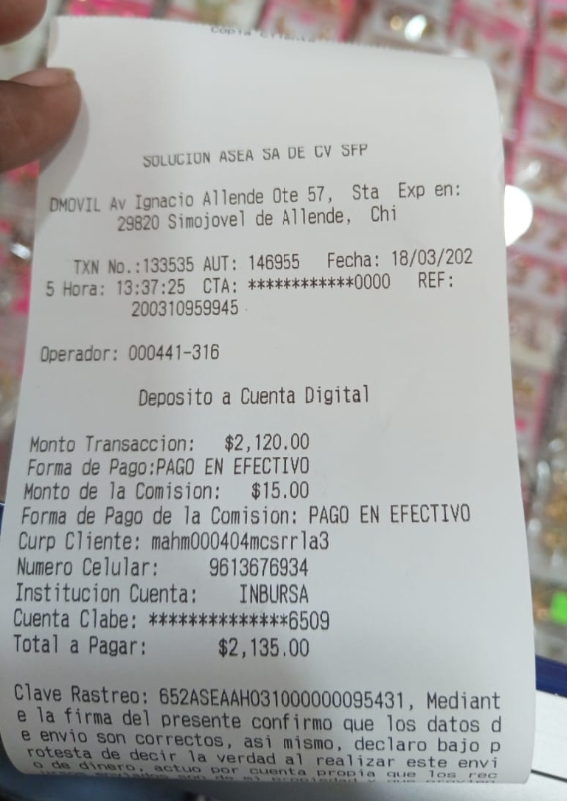 Copia Cliente
SOLUCION ASEA SA DE CV SFP
DMOVIL Av Ignacio Allende Ote 57, Sta Exp en:
29820 Simojovel de Allende, Chi
TXN No.:133535 AUT: 146955 Fecha: 18/03/202
5 Hora: 13:37:25 CTA: ************0000 REF:
200310959945
Operador: 000441-316
Deposito a Cuenta Digital
Monto Transaccion: $2,120.00
Forma de Pago:PAGO EN EFECTIVO
Monto de la Comision: $15.00
Forma de Pago de la Comision: PAGO EN EFECTIVO
Curp Cliente: mahm000404mcsrrla3
Numero Celular: 9613676934
Institucion Cuenta: INBURSA
Cuenta Clabe: **************6509
Total a Pagar: $2,135.00
Clave Rastreo: 652ASEAAH031000000095431, Mediant
e la firma del presente confirmo que los datos d
e envio son correctos, asi mismo, declaro bajo p
rotesta de decir la verdad al realizar este envi
o de dinero, actuo por cuenta propia que los rec